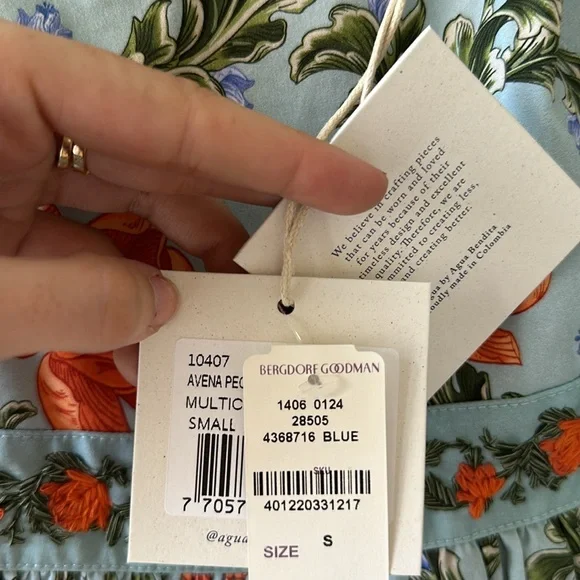 We believe in crafting pieces
that can be worn and loved
for years because of their
timeless design and excellent
quality. Therefore, we are
committed to creating less,
and creating better.
by Agua Bendita
proudly made in Colombia
10407
AVENA
MULTIC
SMALL
7 7057
@agua
BERGDORF GOODMAN
1406 0124
28505
4368716 BLUE
SKU
401220331217
SIZE S